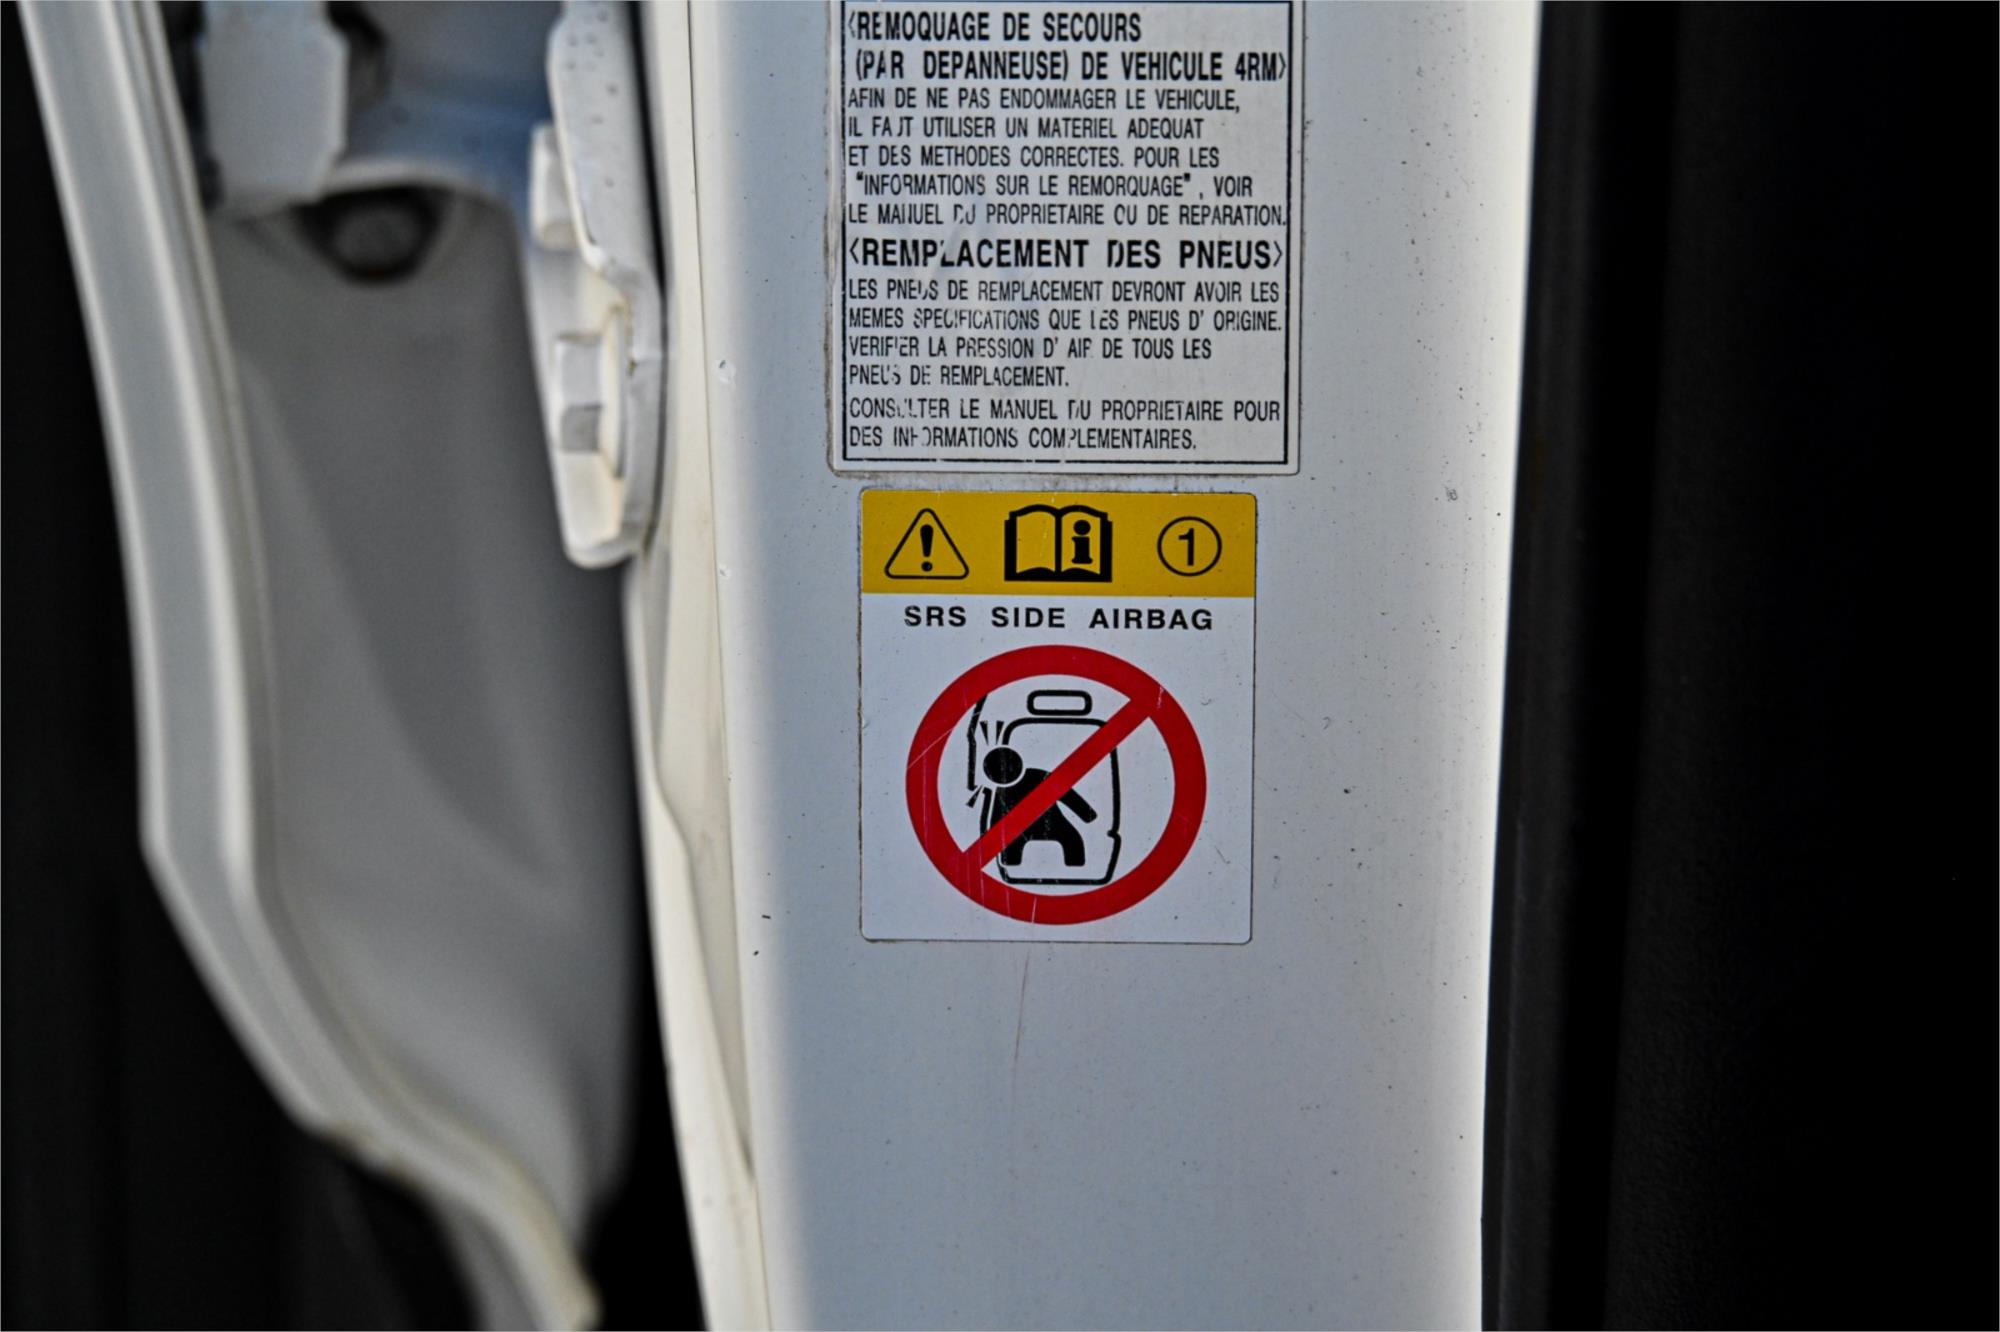 〈REMOQUAGE DE SECOURS
(PAR DEPANNEUSE) DE VEHICULE 4RM〉
AFIN DE NE PAS ENDOMMAGER LE VEHICULE,
IL FAUT UTILISER UN MATERIEL ADEQUAT
ET DES METHODES CORRECTES. POUR LES
"INFORMATIONS SUR LE REMORQUAGE", VOIR
LE MANUEL DU PROPRIETAIRE OU DE REPARATION.
〈REMPLACEMENT DES PNEUS〉
LES PNEUS DE REMPLACEMENT DEVRONT AVOIR LES
MEMES SPECIFICATIONS QUE LES PNEUS D' ORIGINE.
VERIFIER LA PRESSION D' AIR DE TOUS LES
PNEUS DE REMPLACEMENT.
CONSULTER LE MANUEL DU PROPRIETAIRE POUR
DES INFORMATIONS COMPLEMENTAIRES.
! i 1
SRS SIDE AIRBAG